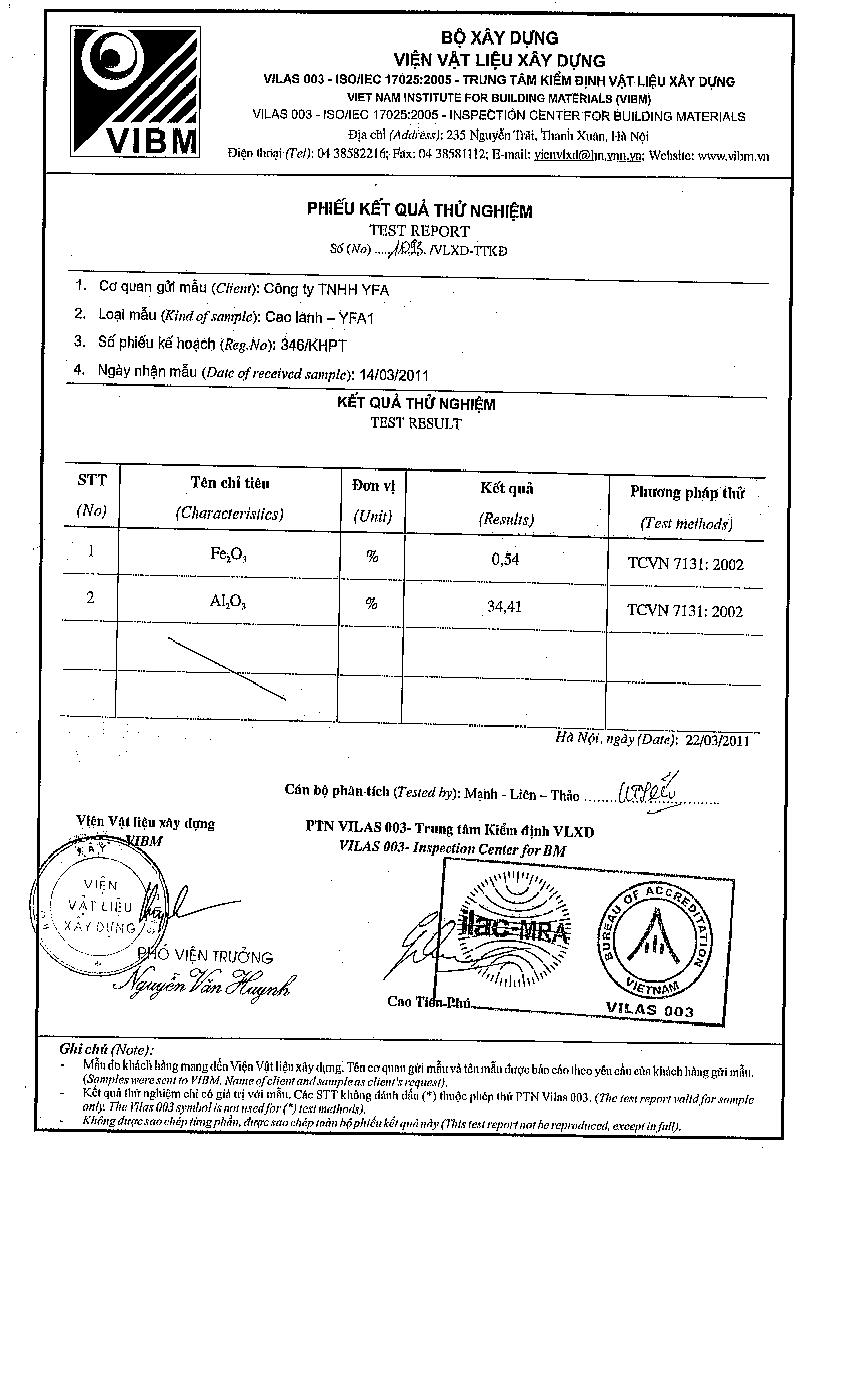 VIBM
BỘ XÂY DỰNG
VIỆN VẬT LIỆU XÂY DỰNG
VILAS 003 - ISO/IEC 17025:2005 - TRUNG TÂM KIỂM ĐỊNH VẬT LIỆU XÂY DỰNG
VIET NAM INSTITUTE FOR BUILDING MATERIALS (VIBM)
VILAS 003 - ISO/IEC 17025:2005 - INSPECTION CENTER FOR BUILDING MATERIALS
Địa chỉ (Address): 235 Nguyễn Trãi, Thanh Xuân, Hà Nội
Điện thoại (Tel): 04 38582216; Fax: 04 38581112; E-mail: vienvlxd@hn.vnn.vn; Website: www.vibm.vn
PHIẾU KẾT QUẢ THỬ NGHIỆM
TEST REPORT
Số (No) ...../VLXD-TTKĐ
1. Cơ quan gửi mẫu (Client): Công ty TNHH YFA
2. Loại mẫu (Kind of sample): Cao lanh – YFA1
3. Số phiếu kế hoạch (Reg.No): 346/KHPT
4. Ngày nhận mẫu (Date of received sample): 14/03/2011
KẾT QUẢ THỬ NGHIỆM
TEST RESULT
STT Tên chỉ tiêu Đơn vị Kết quả Phương pháp thử
(No) (Characteristics) (Unit) (Results) (Test methods)
1 Fe₂O₃ % 0,54 TCVN 7131: 2002
2 Al₂O₃ % 34,41 TCVN 7131: 2002
Hà Nội, ngày (Date): 22/03/2011
Cán bộ phân tích (Tested by): Mạnh - Liên – Thảo
Viện Vật liệu xây dựng
VIBM
PTN VILAS 003- Trung tâm Kiểm định VLXD
VILAS 003- Inspection Center for BM
XÂY
VIỆN
VẬT LIỆU
XÂY DỰNG
PHÓ VIỆN TRƯỞNG
Nguyễn Văn Huynh
Cao Tiến Phú
ilac-MRA
BUREAU OF ACCREDITATION
VIETNAM
VILAS 003
Ghi chú (Note):
- Mẫu do khách hàng mang đến Viện Vật liệu xây dựng. Tên cơ quan gửi mẫu và tên mẫu được báo cáo theo yêu cầu của khách hàng gửi mẫu.
(Samples were sent to VIBM. Name of client and sample as client's request).
- Kết quả thử nghiệm chỉ có giá trị với mẫu. Các STT không đánh dấu (*) thuộc phép thử PTN Vilas 003. (The test report valid for sample
only. The Vilas 003 symbol is not used for (*) test methods).
- Không được sao chép từng phần, được sao chép toàn bộ phiếu kết quả này (This test report not be reproduced, except in full).